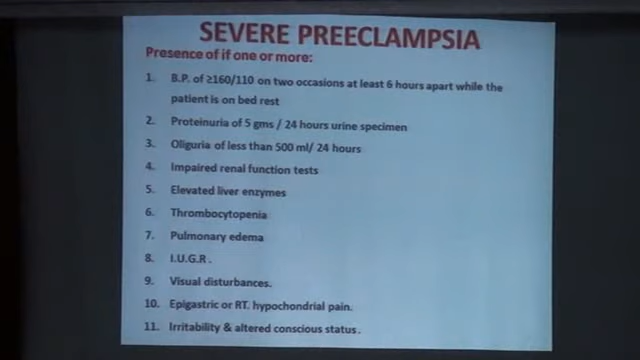 SEVERE PREECLAMPSIA
Presence of if one or more:
1. B.P. of ≥160/110 on two occasions at least 6 hours apart while the
patient is on bed rest
2. Proteinuria of 5 gms / 24 hours urine specimen
3. Oliguria of less than 500 ml/ 24 hours
4. Impaired renal function tests
5. Elevated liver enzymes
6. Thrombocytopenia
7. Pulmonary edema
8. I.U.G.R .
9. Visual disturbances.
10. Epigastric or RT. hypochondrial pain.
11. Irritability & altered conscious status .